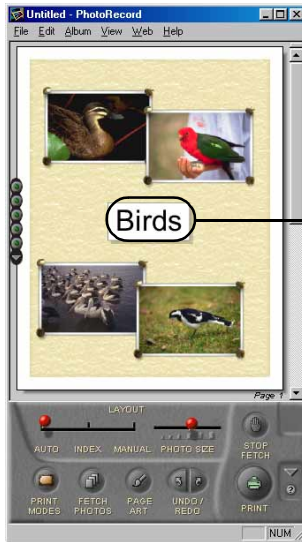 Untitled - PhotoRecord
File Edit Album View Web Help
Birds
Page 1
LAYOUT
AUTO INDEX MANUAL PHOTO SIZE STOP
FETCH
PRINT
MODES FETCH
PHOTOS PAGE
ART UNDO /
REDO PRINT
NUM